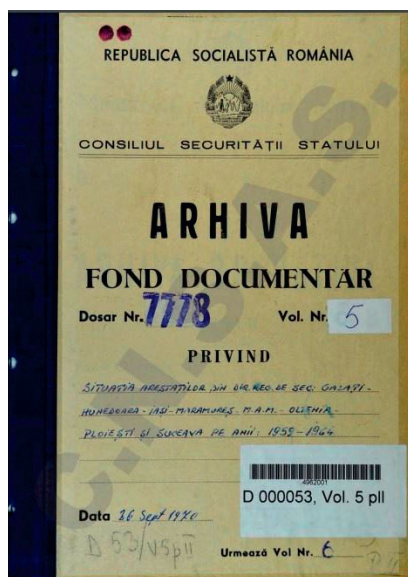 REPUBLICA SOCIALISTĂ ROMÂNIA
CONSILIUL SECURITĂȚII STATULUI
ARHIVA
FOND DOCUMENTAR
Dosar Nr. 7778 Vol. Nr. 5
PRIVIND
SITUAȚIA ARESTAȚILOR DIN DIR. REG. DE SEC: GALAȚI -
HUNEDOARA - IAȘI - MARAMUREȘ - M.A.M. - OLTENIA -
PLOIEȘTI ȘI SUCEAVA PE ANII: 1959-1964
4962001
D 000053, Vol. 5 pII
Data 26 Sept 1970
D 53/V5pII
Urmează Vol Nr. 6
C.N.S.A.S.